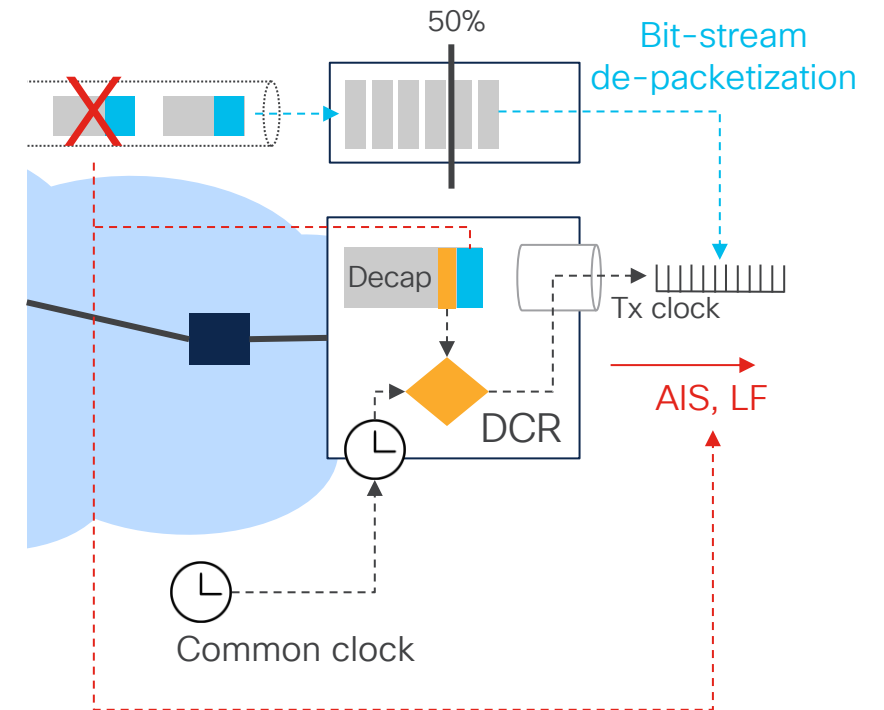 50%
Bit-stream
de-packetization
Decap
Tx clock
AIS, LF
DCR
Common clock